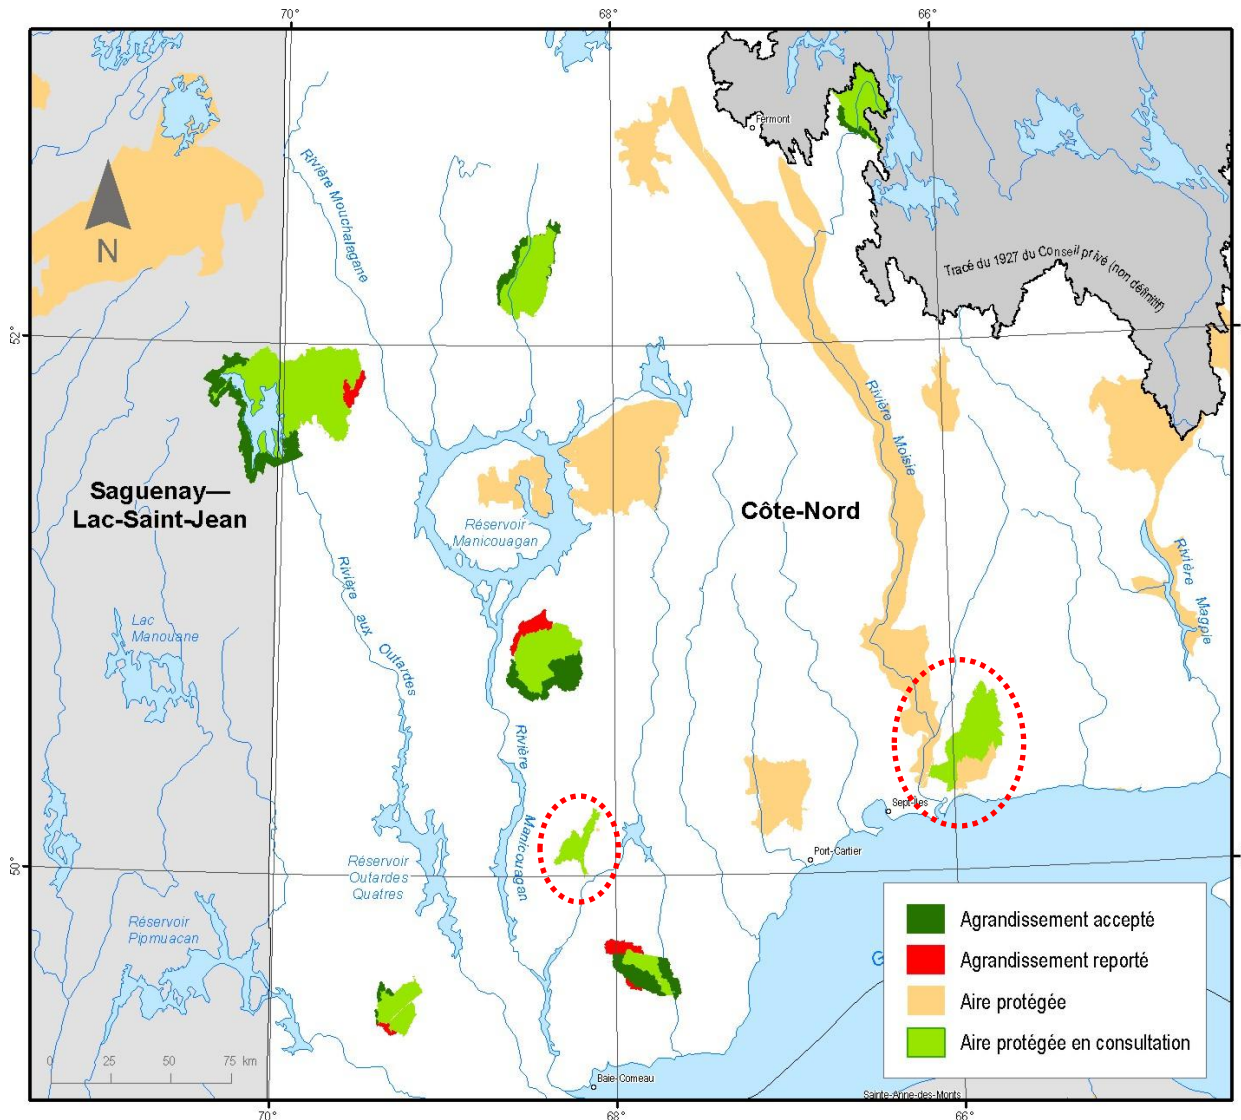 70°
68°
66°
Fermont
N
Rivière Mouchalagane
Tracé du 1927 du Conseil privé (non définitif)
52°
Rivière Moisie
Saguenay—
Lac-Saint-Jean
Côte-Nord
Réservoir
Manicouagan
Rivière Magpie
Rivière aux Outardes
Lac
Manouane
Rivière Manicouagan
Sept-Îles
Port-Cartier
50°
Réservoir
Outardes
Quatres
Réservoir
Pipmuacan
G
Agrandissement accepté
Agrandissement reporté
Aire protégée
Aire protégée en consultation
0 25 50 75 km
Baie-Comeau
Sainte-Anne-des-Monts
70°
68°
66°